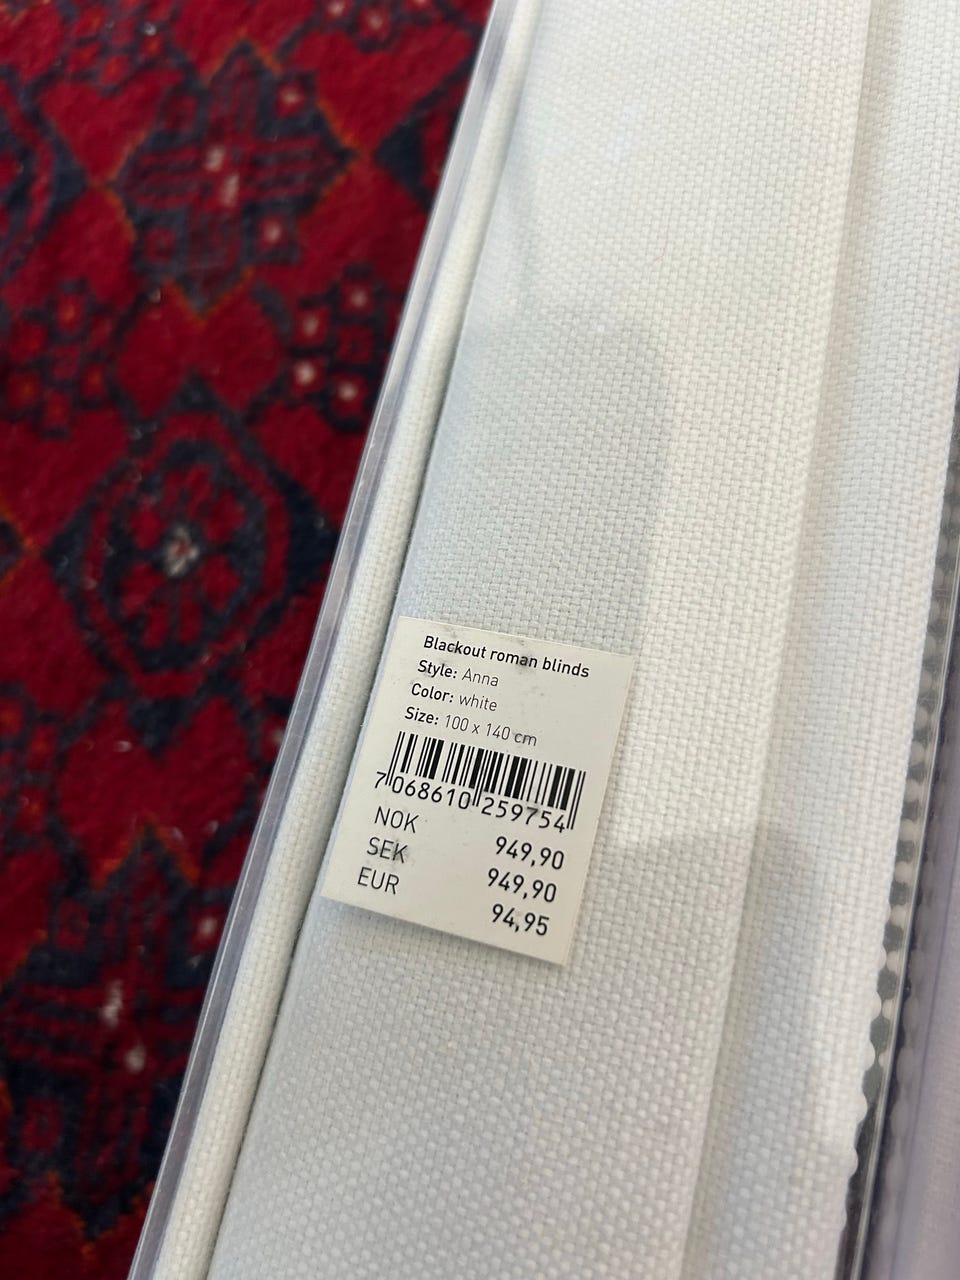 Blackout roman blinds
Style: Anna
Color: white
Size: 100 x 140 cm
7 068610 259754
NOK 949,90
SEK 949,90
EUR 94,95